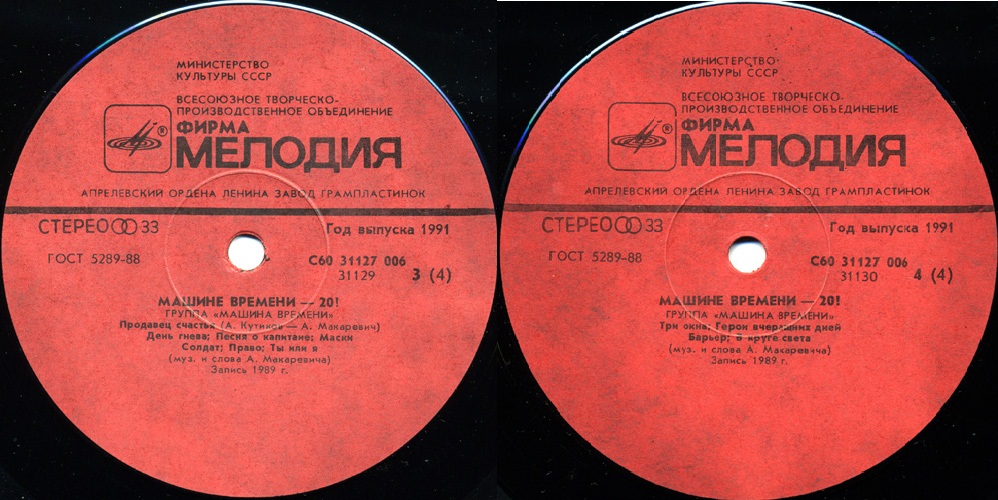 МИНИСТЕРСТВО
КУЛЬТУРЫ СССР
ВСЕСОЮЗНОЕ ТВОРЧЕСКО-
ПРОИЗВОДСТВЕННОЕ ОБЪЕДИНЕНИЕ
®
ФИРМА
МЕЛОДИЯ
АПРЕЛЕВСКИЙ ОРДЕНА ЛЕНИНА ЗАВОД ГРАМПЛАСТИНОК
СТЕРЕО 33
Год выпуска 1991
ГОСТ 5289-88
С60 31127 006
31129 3 (4)
МАШИНЕ ВРЕМЕНИ — 20!
ГРУППА «МАШИНА ВРЕМЕНИ»
Продавец счастья (А. Кутиков — А. Макаревич)
День гнева; Песня о капитане; Маски
Солдат; Право; Ты или я
(муз. и слова А. Макаревича)
Запись 1989 г.
МИНИСТЕРСТВО
КУЛЬТУРЫ СССР
ВСЕСОЮЗНОЕ ТВОРЧЕСКО-
ПРОИЗВОДСТВЕННОЕ ОБЪЕДИНЕНИЕ
®
ФИРМА
МЕЛОДИЯ
АПРЕЛЕВСКИЙ ОРДЕНА ЛЕНИНА ЗАВОД ГРАМПЛАСТИНОК
СТЕРЕО 33
Год выпуска 1991
ГОСТ 5289-88
С60 31127 006
31130 4 (4)
МАШИНЕ ВРЕМЕНИ — 20!
ГРУППА «МАШИНА ВРЕМЕНИ»
Три окна; Герои вчерашних дней
Барьер; В круге света
(муз. и слова А. Макаревича)
Запись 1989 г.